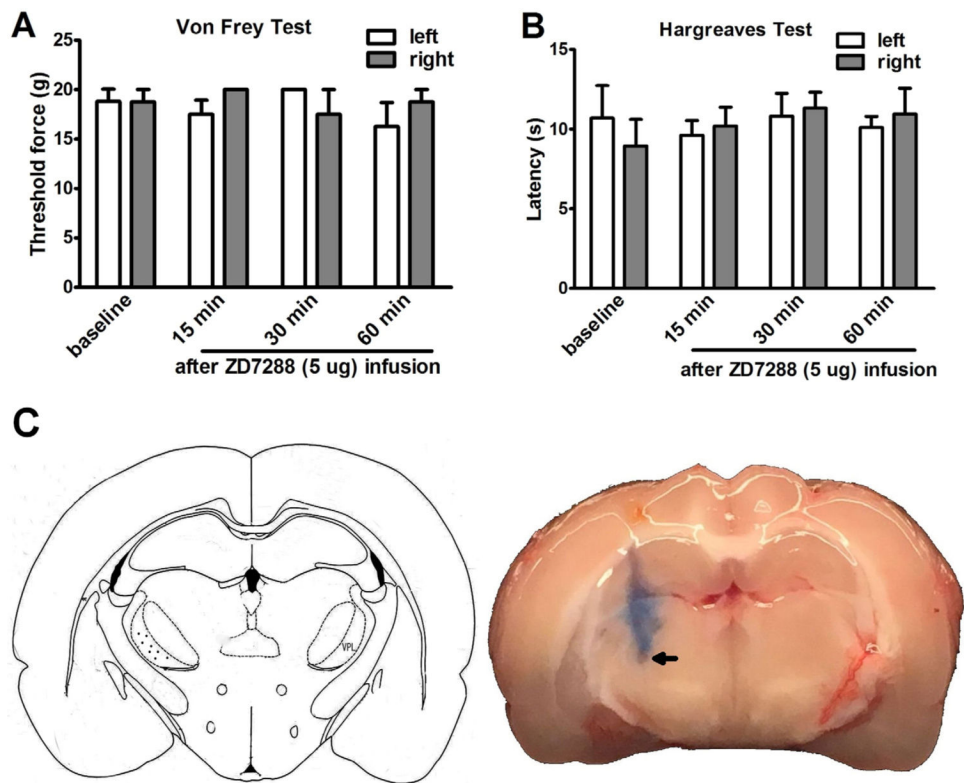 A
Von Frey Test
left
right
Threshold force (g)
25
20
15
10
5
0
baseline
15 min
30 min
60 min
after ZD7288 (5 ug) infusion
B
Hargreaves Test
left
right
Latency (s)
15
10
5
0
baseline
15 min
30 min
60 min
after ZD7288 (5 ug) infusion
C
VPL